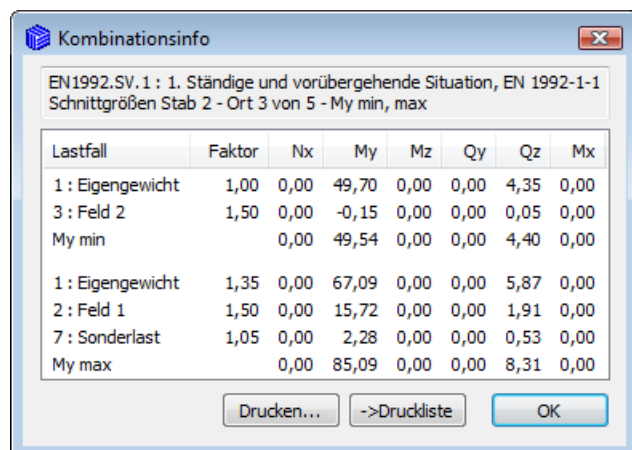 Kombinationsinfo
EN1992.SV.1 : 1. Ständige und vorübergehende Situation, EN 1992-1-1
Schnittgrößen Stab 2 - Ort 3 von 5 - My min, max
Lastfall Faktor Nx My Mz Qy Qz Mx
1 : Eigengewicht 1,00 0,00 49,70 0,00 0,00 4,35 0,00
3 : Feld 2 1,50 0,00 -0,15 0,00 0,00 0,05 0,00
My min 0,00 49,54 0,00 0,00 4,40 0,00
1 : Eigengewicht 1,35 0,00 67,09 0,00 0,00 5,87 0,00
2 : Feld 1 1,50 0,00 15,72 0,00 0,00 1,91 0,00
7 : Sonderlast 1,05 0,00 2,28 0,00 0,00 0,53 0,00
My max 0,00 85,09 0,00 0,00 8,31 0,00
Drucken... ->Druckliste OK